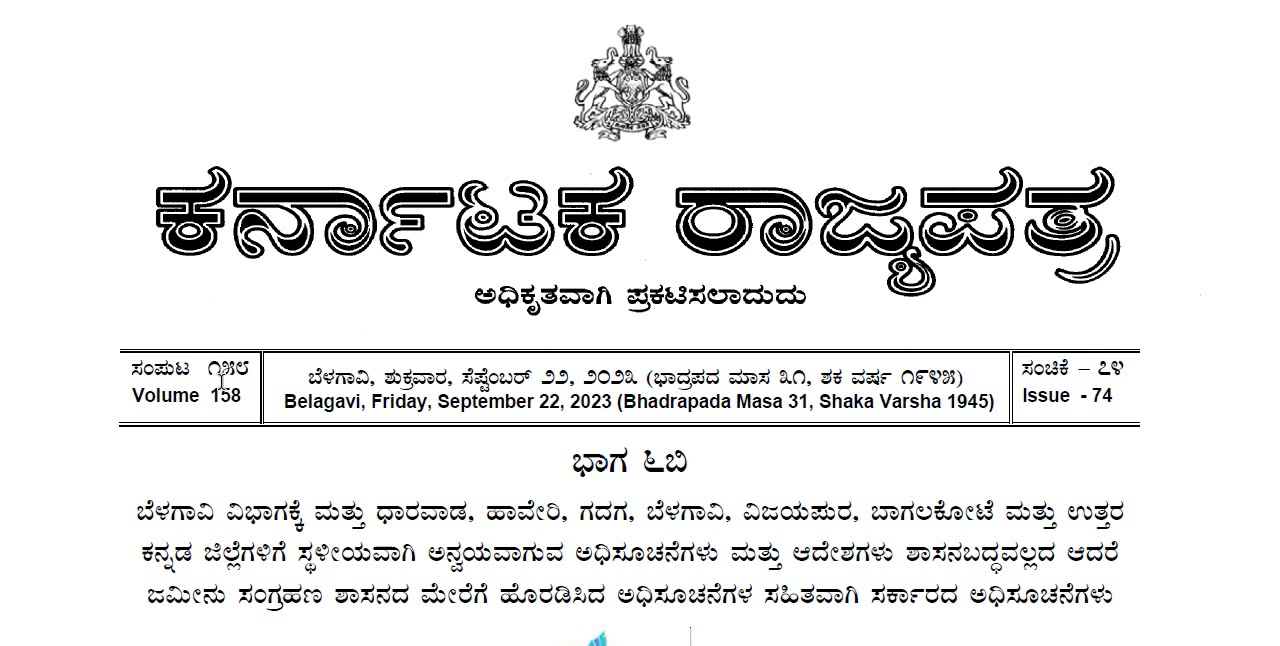 ಕರ್ನಾಟಕ ರಾಜ್ಯಪತ್ರ
ಅಧಿಕೃತವಾಗಿ ಪ್ರಕಟಿಸಲಾದುದು
ಸಂಪುಟ ೧೫೮
Volume 158
ಬೆಳಗಾವಿ, ಶುಕ್ರವಾರ, ಸೆಪ್ಟೆಂಬರ್ ೨೨, ೨೦೨೩ (ಭಾದ್ರಪದ ಮಾಸ ೩೧, ಶಕ ವರ್ಷ ೧೯೪೫)
Belagavi, Friday, September 22, 2023 (Bhadrapada Masa 31, Shaka Varsha 1945)
ಸಂಚಿಕೆ – ೭೪
Issue - 74
ಭಾಗ ೬ಬಿ
ಬೆಳಗಾವಿ ವಿಭಾಗಕ್ಕೆ ಮತ್ತು ಧಾರವಾಡ, ಹಾವೇರಿ, ಗದಗ, ಬೆಳಗಾವಿ, ವಿಜಯಪುರ, ಬಾಗಲಕೋಟೆ ಮತ್ತು ಉತ್ತರ
ಕನ್ನಡ ಜಿಲ್ಲೆಗಳಿಗೆ ಸ್ಥಳೀಯವಾಗಿ ಅನ್ವಯವಾಗುವ ಅಧಿಸೂಚನೆಗಳು ಮತ್ತು ಆದೇಶಗಳು ಶಾಸನಬದ್ಧವಲ್ಲದ ಆದರೆ
ಜಮೀನು ಸಂಗ್ರಹಣ ಶಾಸನದ ಮೇರೆಗೆ ಹೊರಡಿಸಿದ ಅಧಿಸೂಚನೆಗಳ ಸಹಿತವಾಗಿ ಸರ್ಕಾರದ ಅಧಿಸೂಚನೆಗಳು